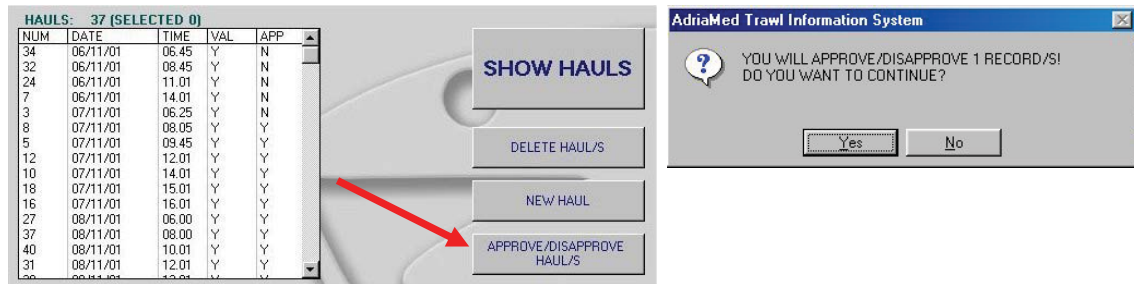 HAULS: 37 (SELECTED 0)
NUM DATE TIME VAL APP
34 06/11/01 06.45 Y N
32 06/11/01 08.45 Y N
24 06/11/01 11.01 Y N
7 06/11/01 14.01 Y N
3 07/11/01 06.25 Y N
8 07/11/01 08.05 Y Y
5 07/11/01 09.45 Y Y
12 07/11/01 12.01 Y Y
10 07/11/01 14.01 Y Y
18 07/11/01 15.01 Y Y
16 07/11/01 16.01 Y Y
27 08/11/01 06.00 Y Y
37 08/11/01 08.00 Y Y
40 08/11/01 10.01 Y Y
31 08/11/01 12.01 Y Y
SHOW HAULS
DELETE HAUL/S
NEW HAUL
APPROVE/DISAPPROVE
HAUL/S
AdriaMed Trawl Information System
YOU WILL APPROVE/DISAPPROVE 1 RECORD/S!
DO YOU WANT TO CONTINUE?
Yes No